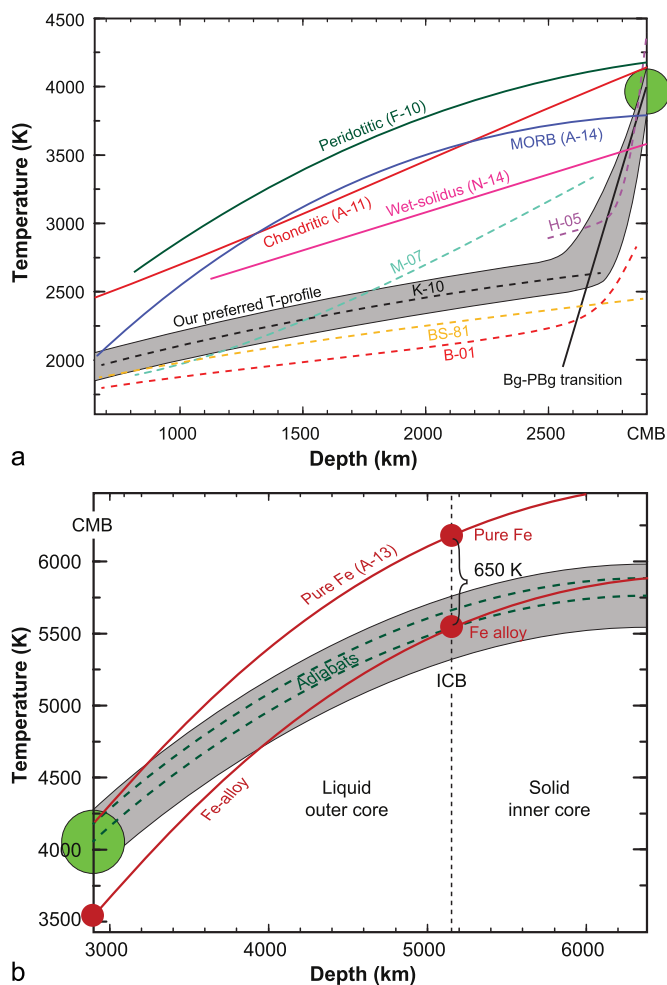 4500
4000
3500
3000
2500
2000
Temperature (K)
Peridotitic (F-10)
MORB (A-14)
Chondritic (A-11)
Wet-solidus (N-14)
H-05
M-07
Our preferred T-profile
K-10
BS-81
B-01
Bg-PBg transition
1000
1500
2000
2500
CMB
Depth (km)
a
CMB
6000
5500
5000
4500
4000
3500
Temperature (K)
Pure Fe (A-13)
Pure Fe
650 K
Fe alloy
Adiabats
ICB
Fe-alloy
Liquid
outer core
Solid
inner core
3000
4000
5000
6000
Depth (km)
b